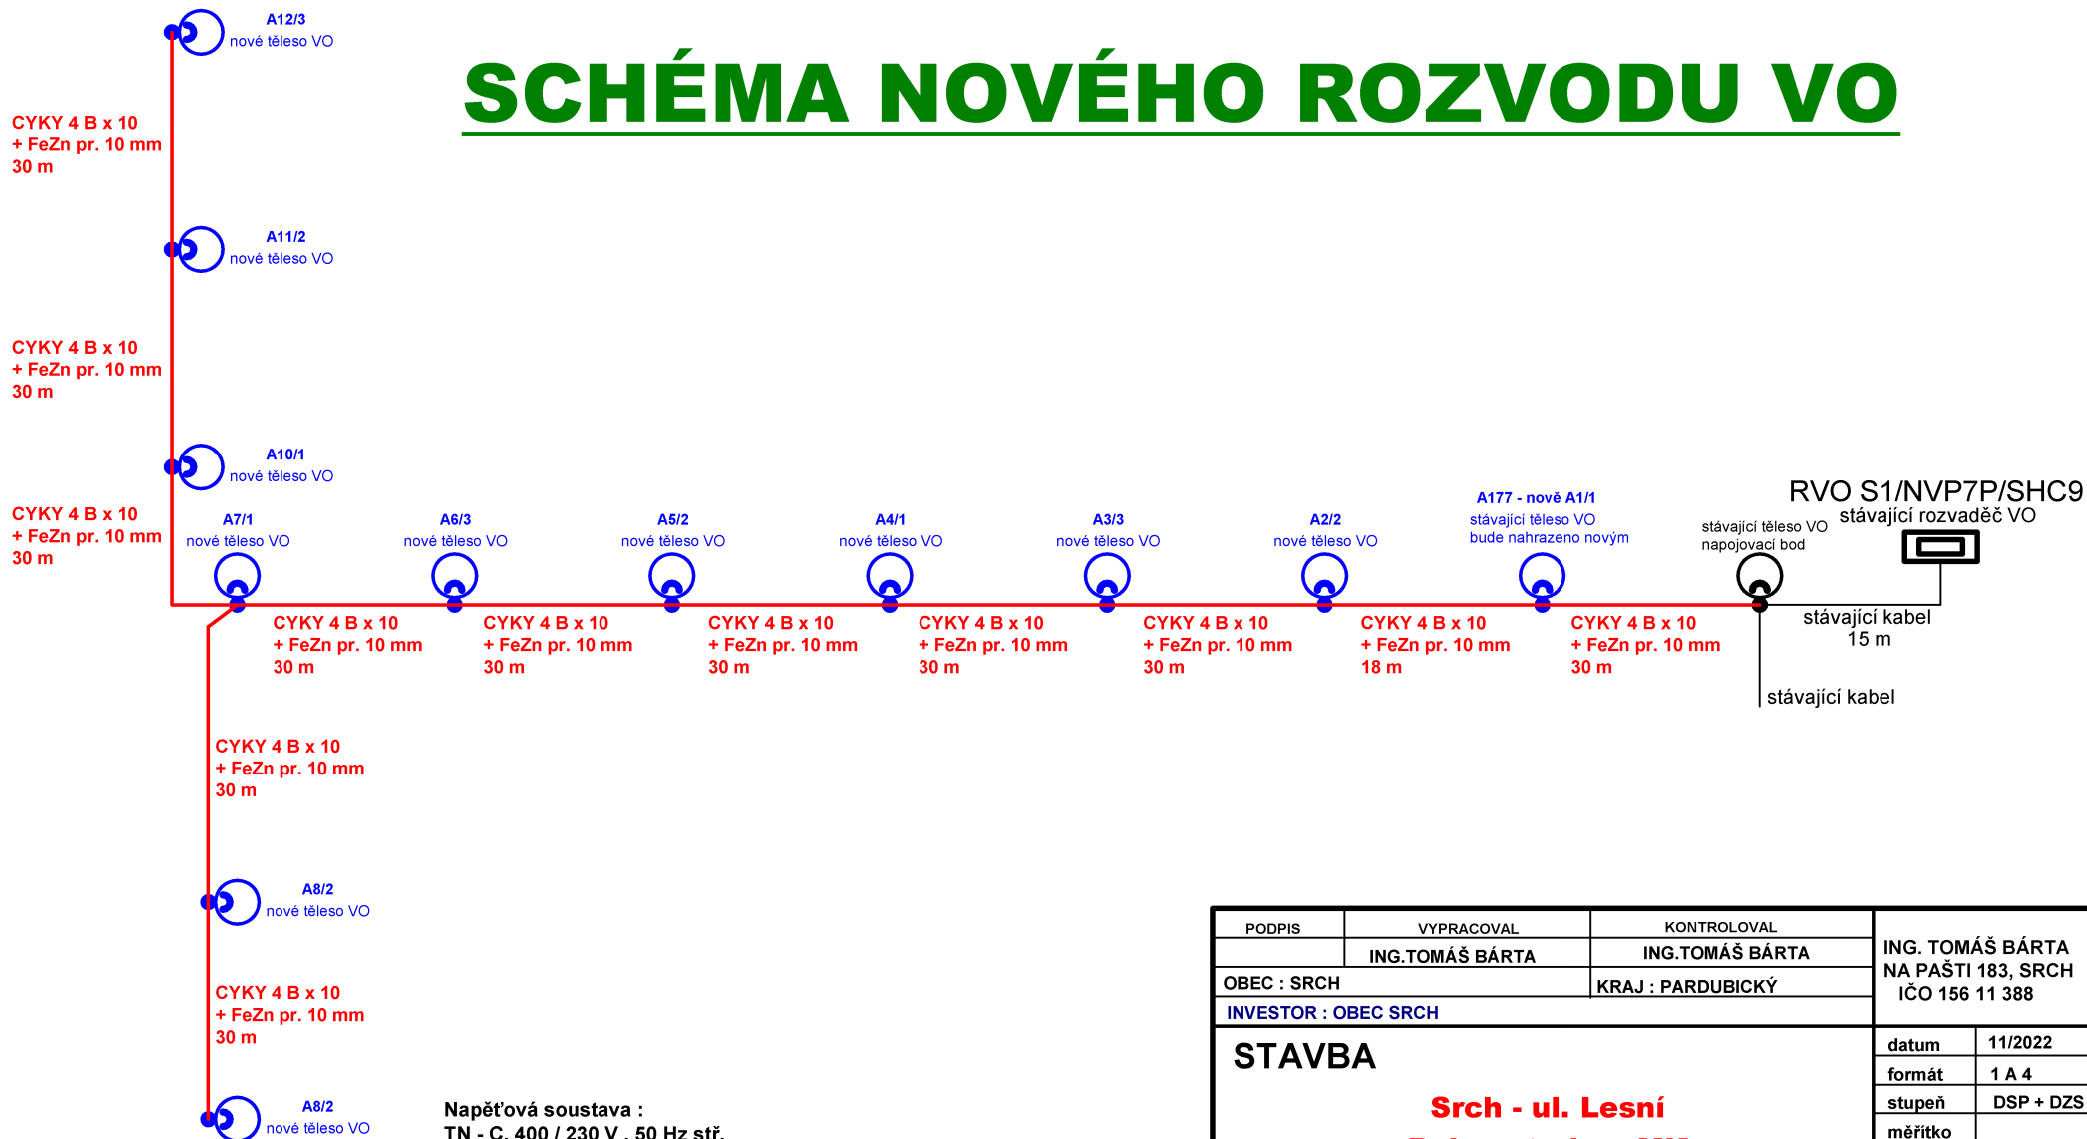 A12/3
nové těleso VO
SCHÉMA NOVÉHO ROZVODU VO
CYKY 4 B x 10
+ FeZn pr. 10 mm
30 m
A11/2
nové těleso VO
CYKY 4 B x 10
+ FeZn pr. 10 mm
30 m
A10/1
nové těleso VO
CYKY 4 B x 10
+ FeZn pr. 10 mm
30 m
A7/1
nové těleso VO
A6/3
nové těleso VO
A5/2
nové těleso VO
A4/1
nové těleso VO
A3/3
nové těleso VO
A2/2
nové těleso VO
A177 - nově A1/1
stávající těleso VO
bude nahrazeno novým
stávající těleso VO
napojovací bod
RVO S1/NVP7P/SHC9
stávající rozvaděč VO
CYKY 4 B x 10
+ FeZn pr. 10 mm
30 m
CYKY 4 B x 10
+ FeZn pr. 10 mm
30 m
CYKY 4 B x 10
+ FeZn pr. 10 mm
30 m
CYKY 4 B x 10
+ FeZn pr. 10 mm
30 m
CYKY 4 B x 10
+ FeZn pr. 10 mm
30 m
CYKY 4 B x 10
+ FeZn pr. 10 mm
18 m
CYKY 4 B x 10
+ FeZn pr. 10 mm
30 m
stávající kabel
15 m
stávající kabel
CYKY 4 B x 10
+ FeZn pr. 10 mm
30 m
A8/2
nové těleso VO
CYKY 4 B x 10
+ FeZn pr. 10 mm
30 m
A8/2
nové těleso VO
Napěťová soustava :
TN - C, 400 / 230 V , 50 Hz stř.
PODPIS
VYPRACOVAL
KONTROLOVAL
ING.TOMÁŠ BÁRTA
ING.TOMÁŠ BÁRTA
ING. TOMÁŠ BÁRTA
NA PAŠTI 183, SRCH
IČO 156 11 388
OBEC : SRCH
KRAJ : PARDUBICKÝ
INVESTOR : OBEC SRCH
STAVBA
Srch - ul. Lesní
datum 11/2022
formát 1 A 4
stupeň DSP + DZS
měřítko